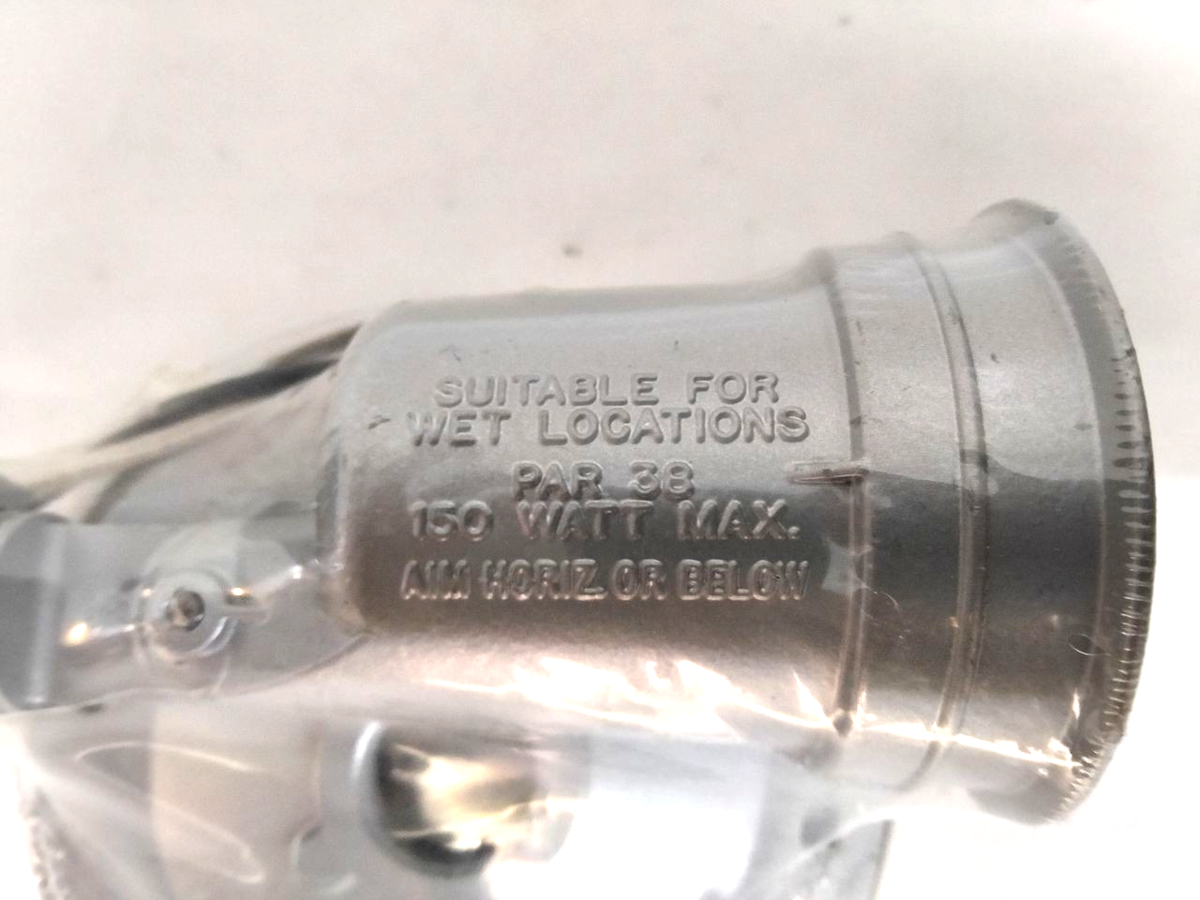 SUITABLE FOR
WET LOCATIONS
PAR 38
150 WATT MAX.
AIM HORIZ OR BELOW